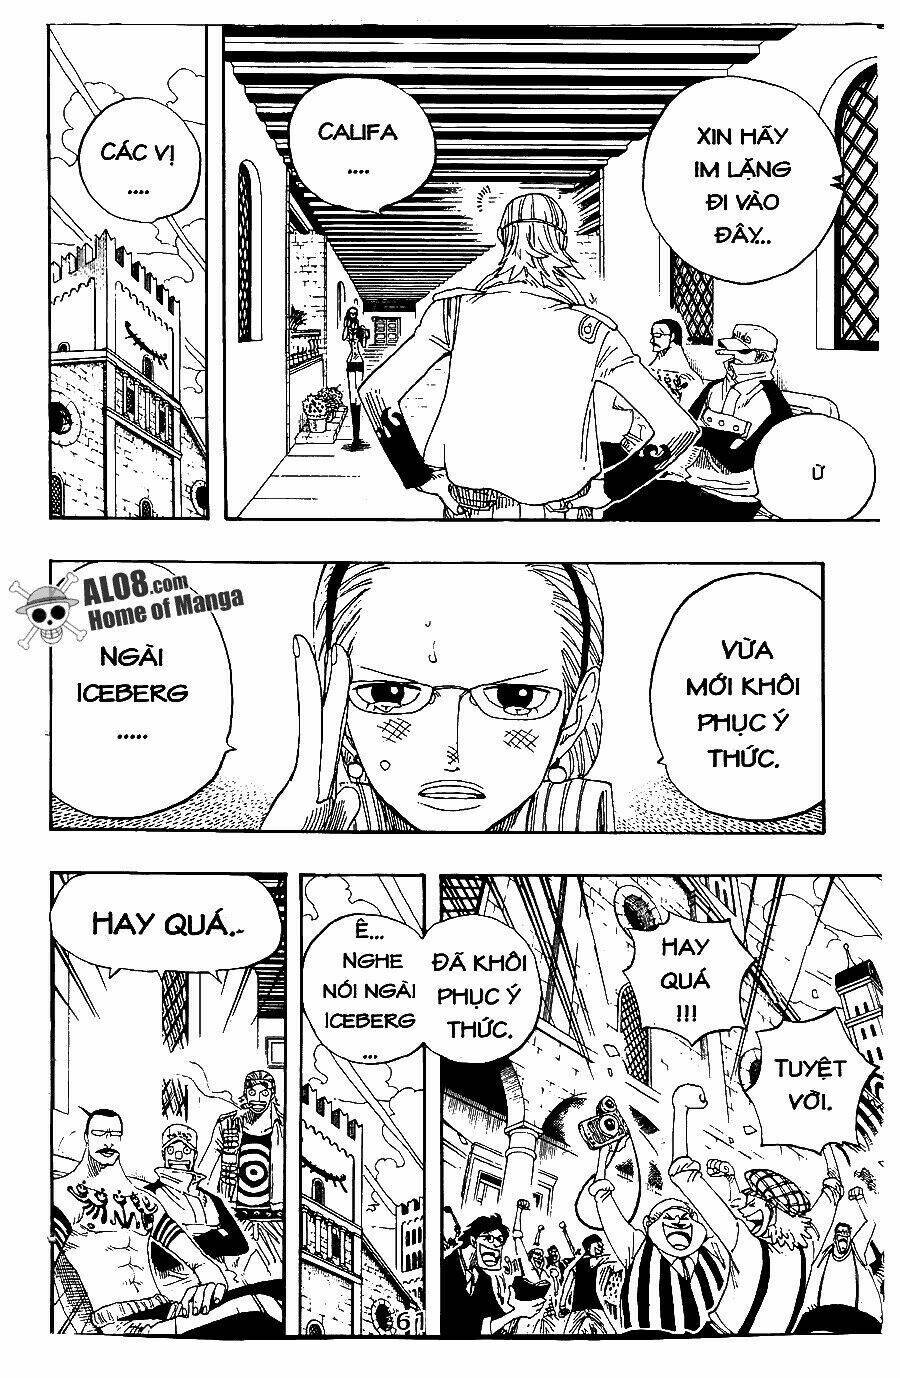 CÁC VỊ
....
CALIFA
....
XIN HÃY
IM LẶNG
ĐI VÀO
ĐÂY...
Ừ
ALO8.com
Home of Manga
NGÀI
ICEBERG
.....
VỪA
MỚI KHÔI
PHỤC Ý
THỨC.
HAY QUÁ..
Ê...
NGHE
NÓI NGÀI
ICEBERG
...
ĐÃ KHÔI
PHỤC Ý
THỨC.
HAY
QUÁ
!!!
TUYỆT
VỜI.